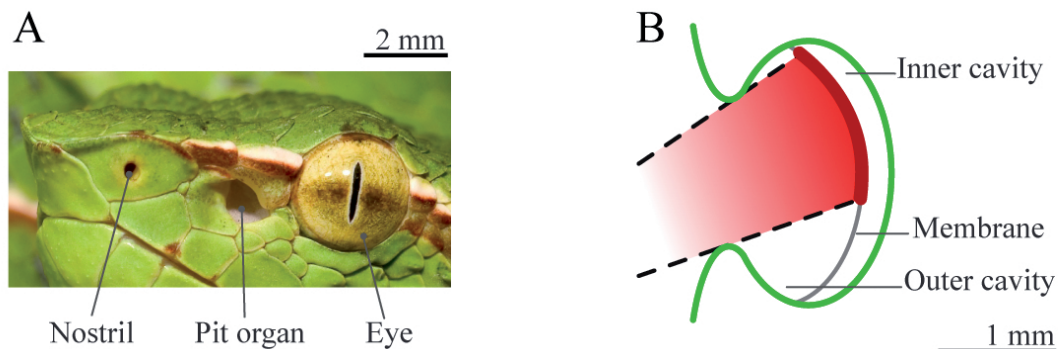 A
2 mm
Nostril
Pit organ
Eye
B
Inner cavity
Membrane
Outer cavity
1 mm